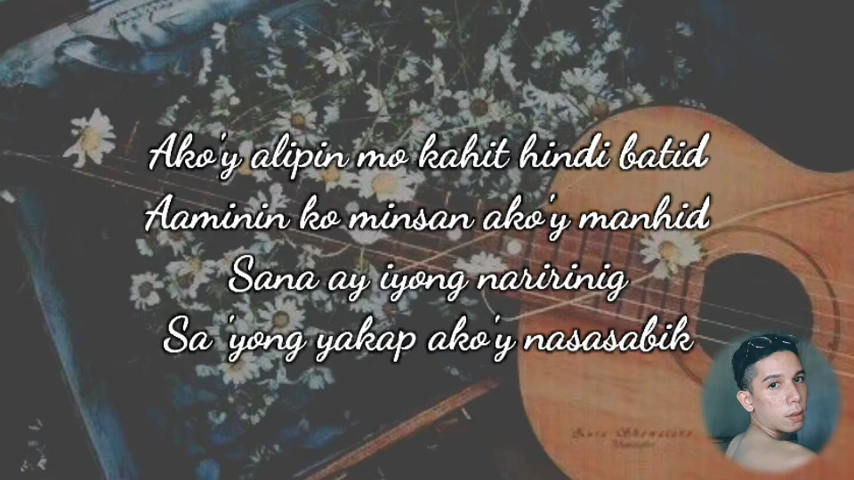 Ako'y alipin mo kahit hindi batid
Aaminin ko minsan ako'y manhid
Sana ay iyong naririnig
Sa 'yong yakap ako'y nasasabik